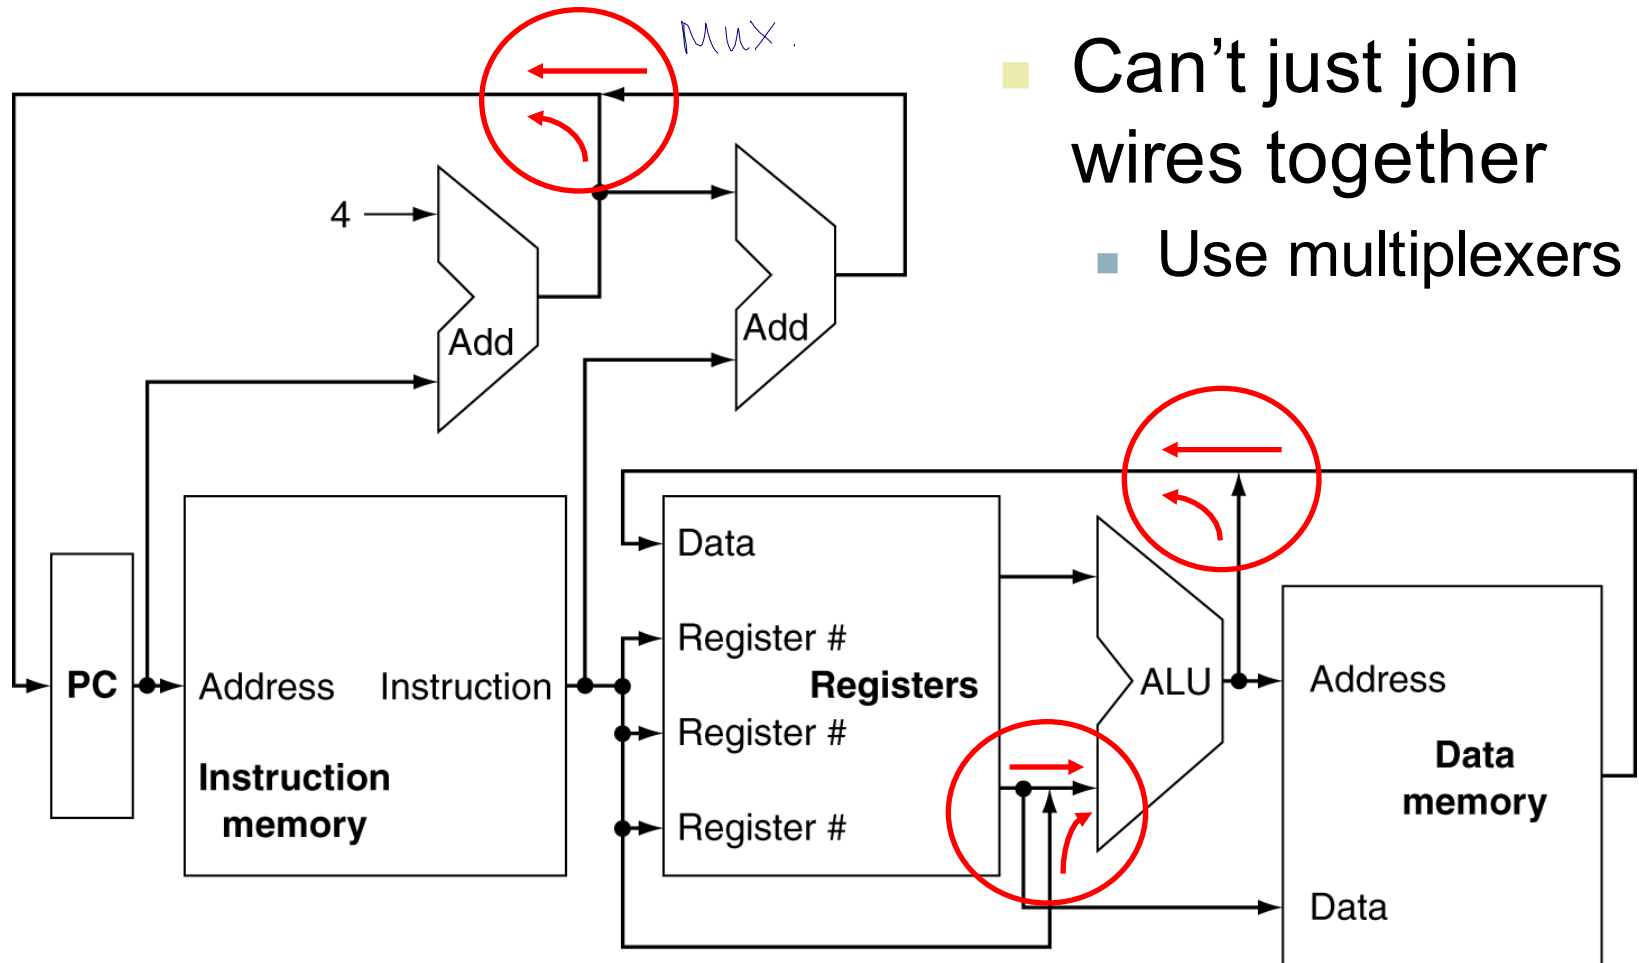 Mux.
Can't just join
wires together
Use multiplexers
4
Add
Add
Data
Register #
PC
Address
Instruction
Registers
ALU
Address
Register #
Instruction
memory
Data
memory
Register #
Data